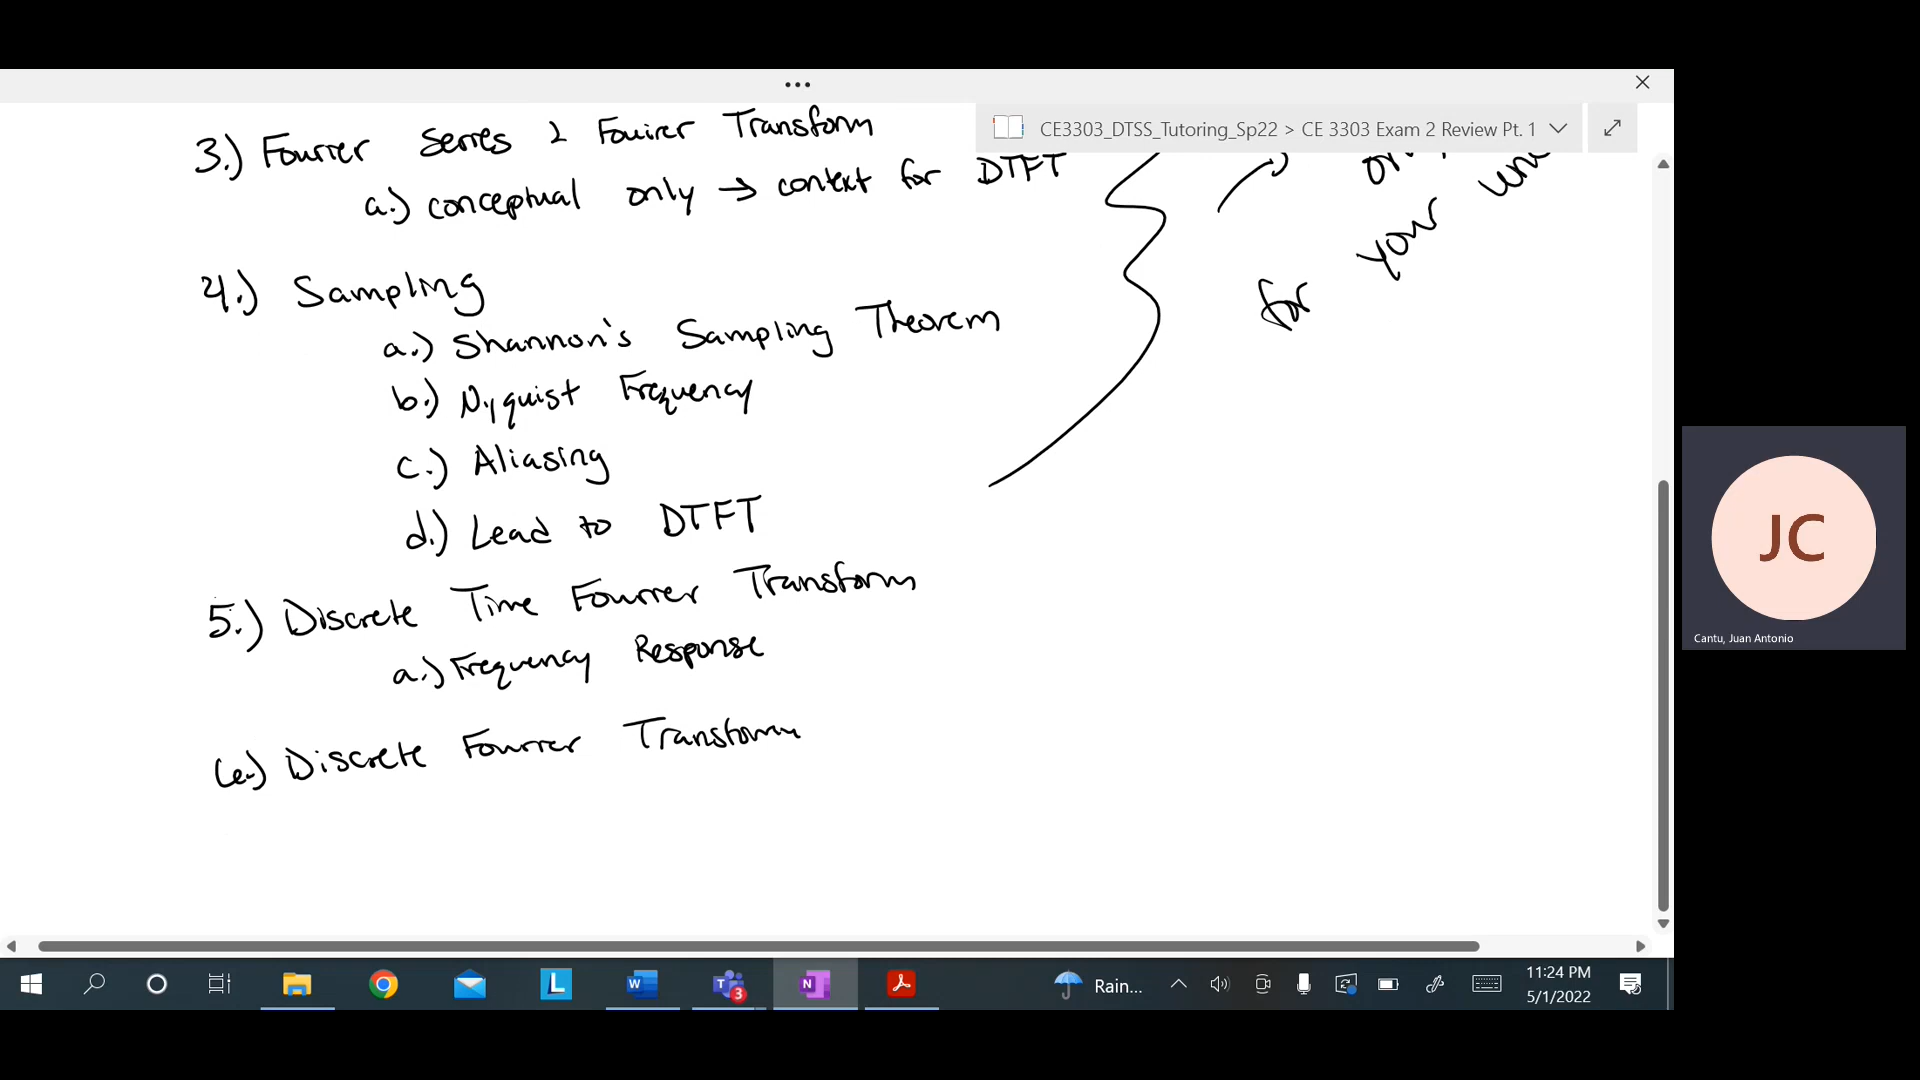 CE3303_DTSS_Tutoring_Sp22 > CE 3303 Exam 2 Review Pt. 1
3.) Fourier Series & Fouirer Transform
a.) conceptual only → context for DTFT
for your
4.) Sampling
a.) Shannon's Sampling Theorem
b.) Nyquist Frequency
c.) Aliasing
d.) Lead to DTFT
5.) Discrete Time Fourier Transform
a.) Frequency Response
6.) Discrete Fourier Transform
JC
Cantu, Juan Antonio
Rain...
11:24 PM
5/1/2022
L
W
T
3
N